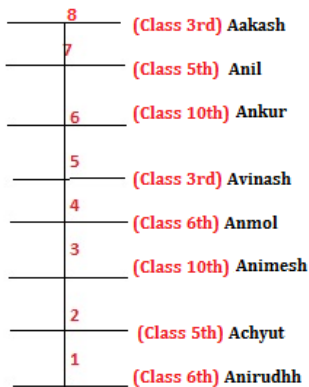 8 (Class 3rd) Aakash
7 (Class 5th) Anil
6 (Class 10th) Ankur
5 (Class 3rd) Avinash
4 (Class 6th) Anmol
3 (Class 10th) Animesh
2 (Class 5th) Achyut
1 (Class 6th) Anirudhh